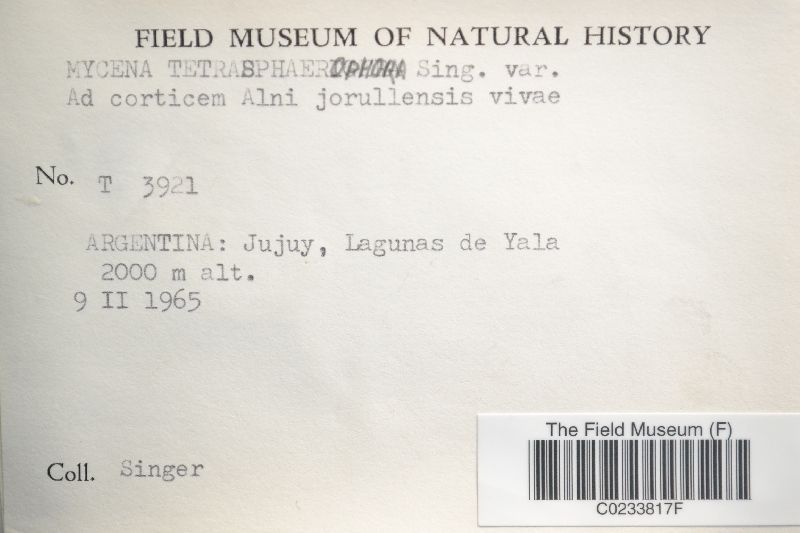 FIELD MUSEUM OF NATURAL HISTORY
MYCENA TETRASPHAEROPHORA Sing. var.
Ad corticem Alni jorullensis vivae
No. T 3921
ARGENTINA: Jujuy, Lagunas de Yala
2000 m alt.
9 II 1965
Coll. Singer
The Field Museum (F)
C0233817F